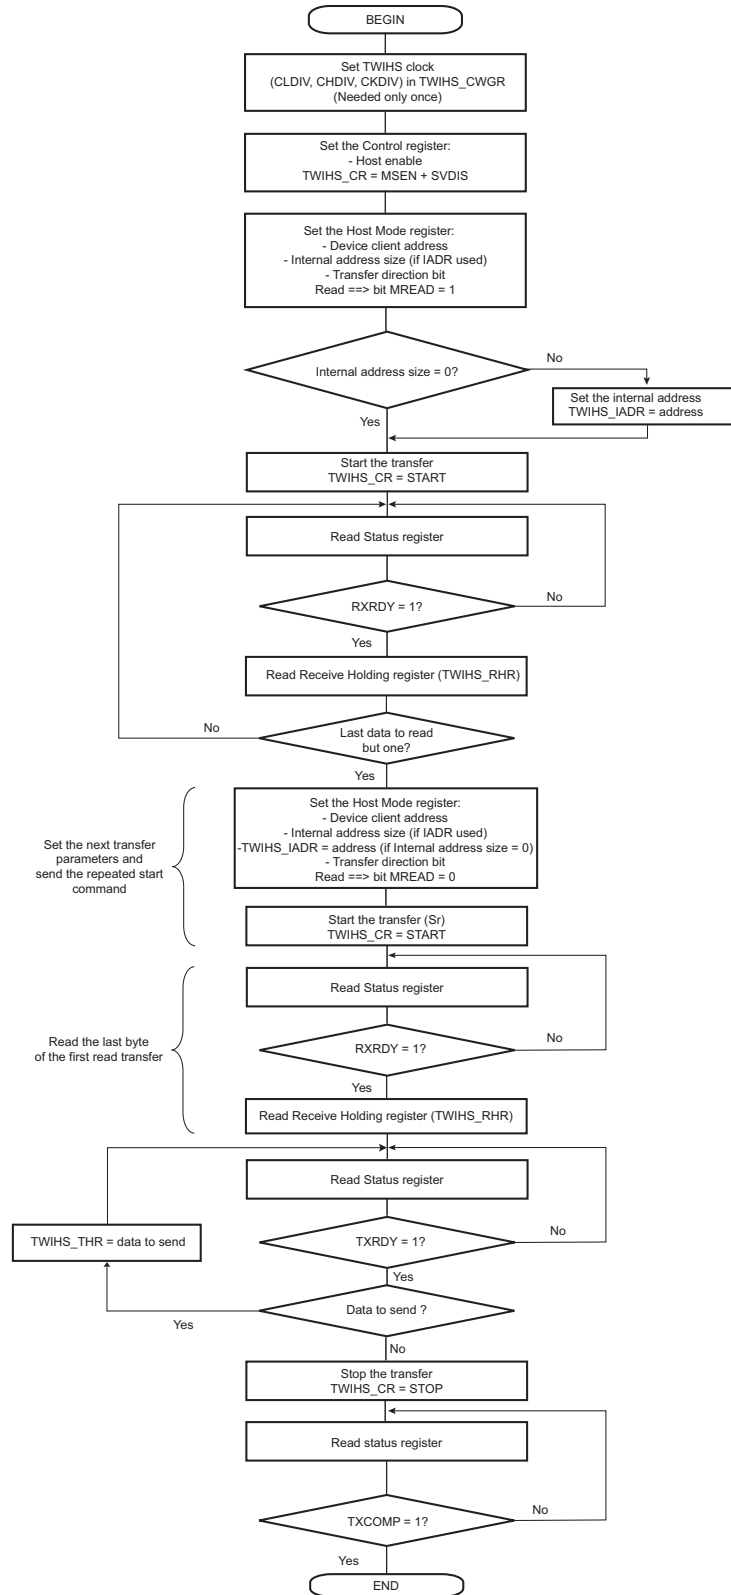 BEGIN
Set TWIHS clock
(CLDIV, CHDIV, CKDIV) in TWIHS_CWGR
(Needed only once)
Set the Control register:
- Host enable
TWIHS_CR = MSEN + SVDIS
Set the Host Mode register:
- Device client address
- Internal address size (if IADR used)
- Transfer direction bit
Read ==> bit MREAD = 1
Internal address size = 0?
No
Set the internal address
TWIHS_IADR = address
Yes
Start the transfer
TWIHS_CR = START
Read Status register
RXRDY = 1?
No
Yes
Read Receive Holding register (TWIHS_RHR)
Last data to read
but one?
No
Yes
Set the next transfer
parameters and
send the repeated start
command
Set the Host Mode register:
- Device client address
- Internal address size (if IADR used)
-TWIHS_IADR = address (if Internal address size = 0)
- Transfer direction bit
Read ==> bit MREAD = 0
Start the transfer (Sr)
TWIHS_CR = START
Read the last byte
of the first read transfer
Read Status register
RXRDY = 1?
No
Yes
Read Receive Holding register (TWIHS_RHR)
Read Status register
TWIHS_THR = data to send
TXRDY = 1?
No
Yes
Data to send ?
Yes
No
Stop the transfer
TWIHS_CR = STOP
Read status register
TXCOMP = 1?
No
Yes
END